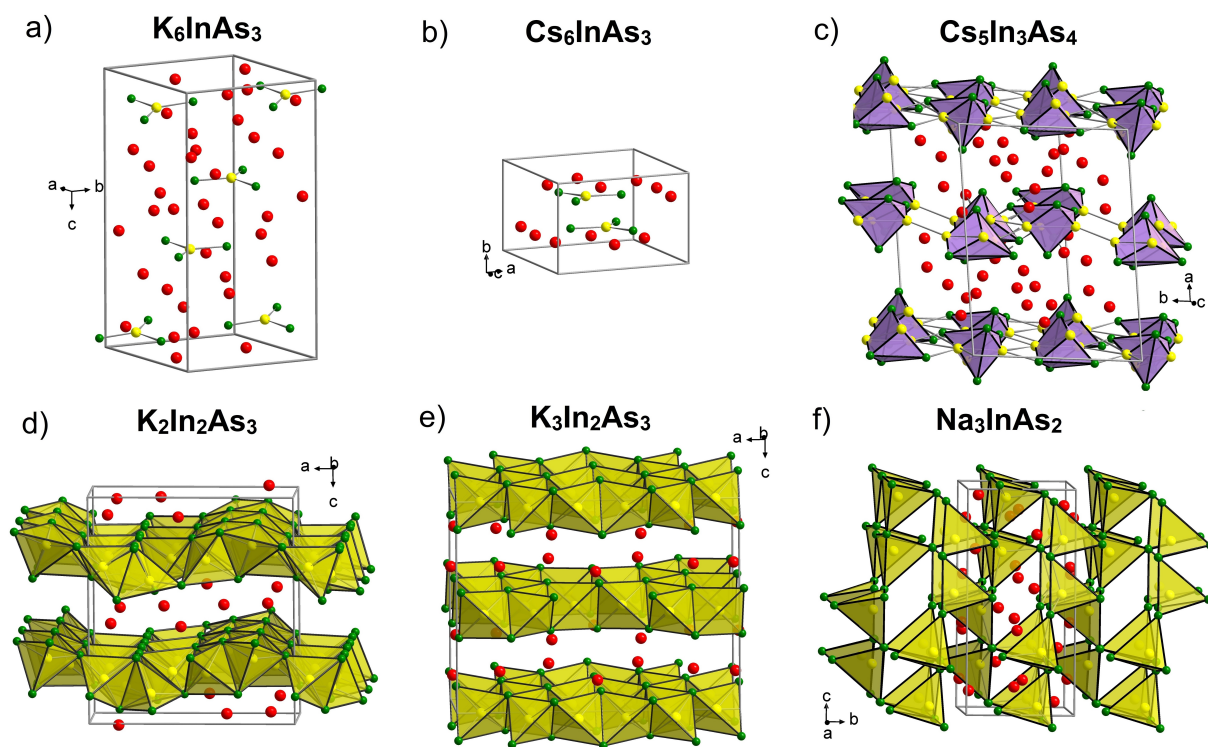 a) K₆InAs₃
b) Cs₆InAs₃
c) Cs₅In₃As₄
a b
c
b
c a
a
b c
d) K₂In₂As₃
e) K₃In₂As₃
f) Na₃InAs₂
a b
c
a b
c
c
b
a